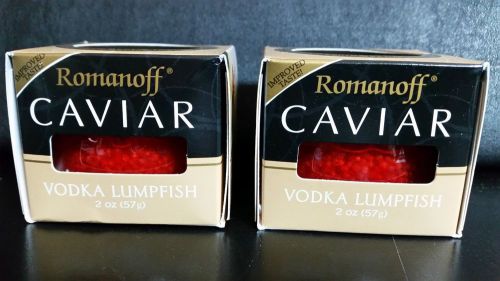 IMPROVED
TASTE!
Romanoff®
CAVIAR
VODKA LUMPFISH
2 oz (57g)
IMPROVED
TASTE!
Romanoff®
CAVIAR
VODKA LUMPFISH
2 oz (57g)